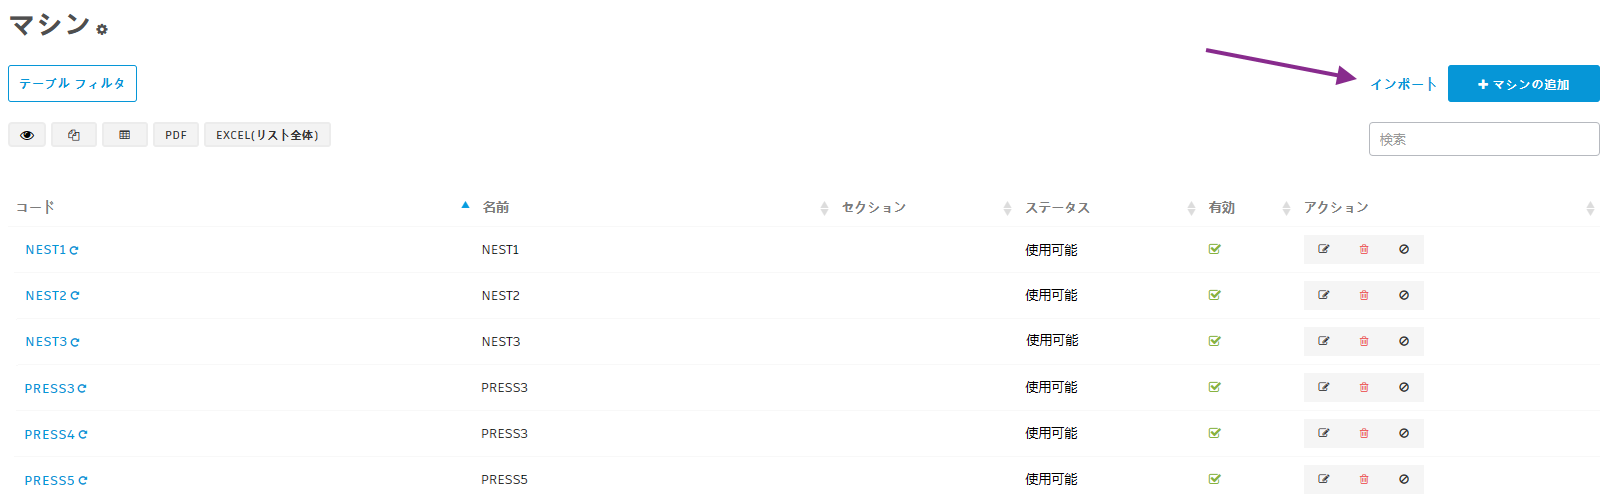 マシン
テーブル フィルタ
インポート
マシンの追加
PDF EXCEL(リスト全体)
検索
コード 名前 セクション ステータス 有効 アクション
NEST1 NEST1 使用可能
NEST2 NEST2 使用可能
NEST3 NEST3 使用可能
PRESS3 PRESS3 使用可能
PRESS4 PRESS3 使用可能
PRESS5 PRESS5 使用可能